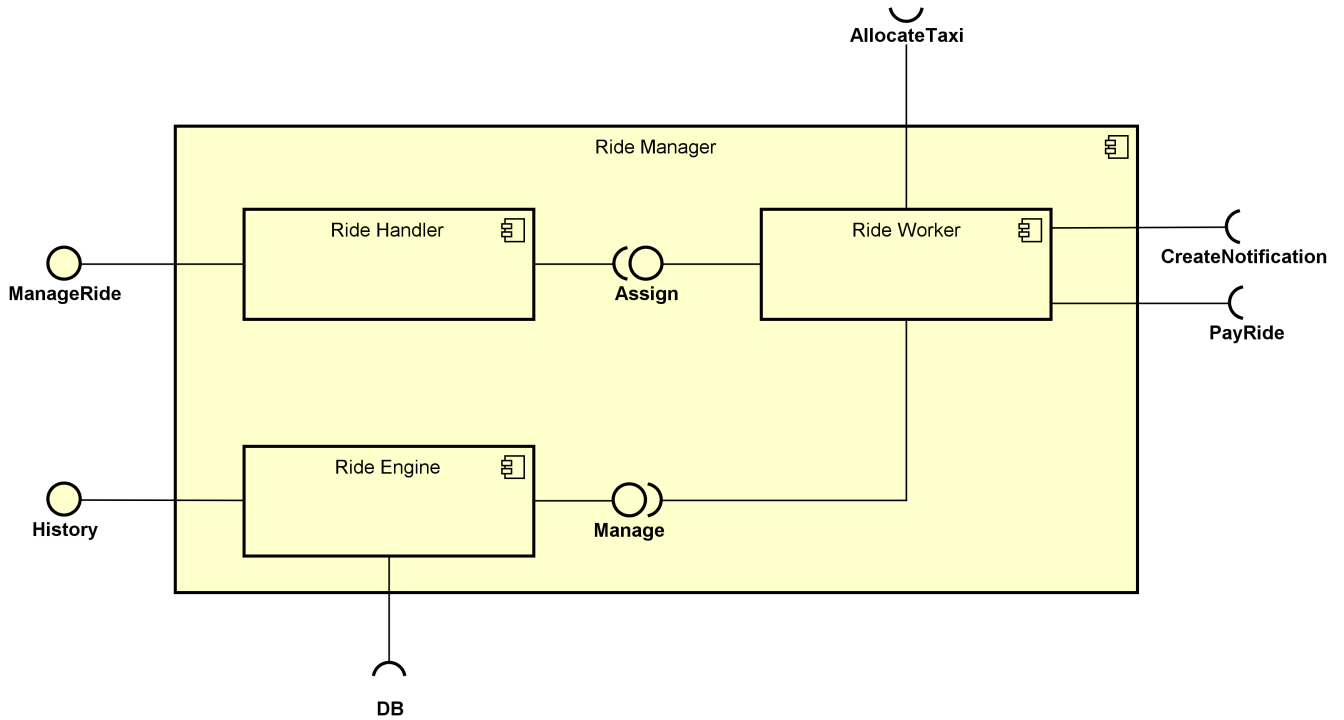 AllocateTaxi
Ride Manager
Ride Handler
Ride Worker
ManageRide
Assign
CreateNotification
PayRide
Ride Engine
History
Manage
DB